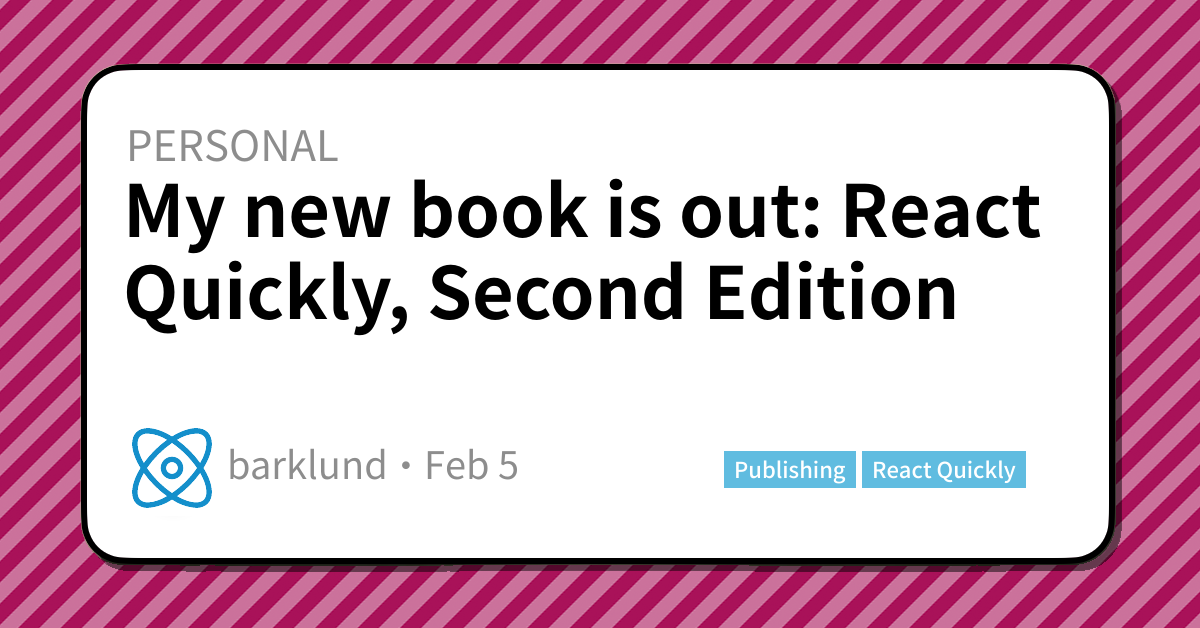 PERSONAL
My new book is out: React
Quickly, Second Edition
barklund • Feb 5
Publishing
React Quickly